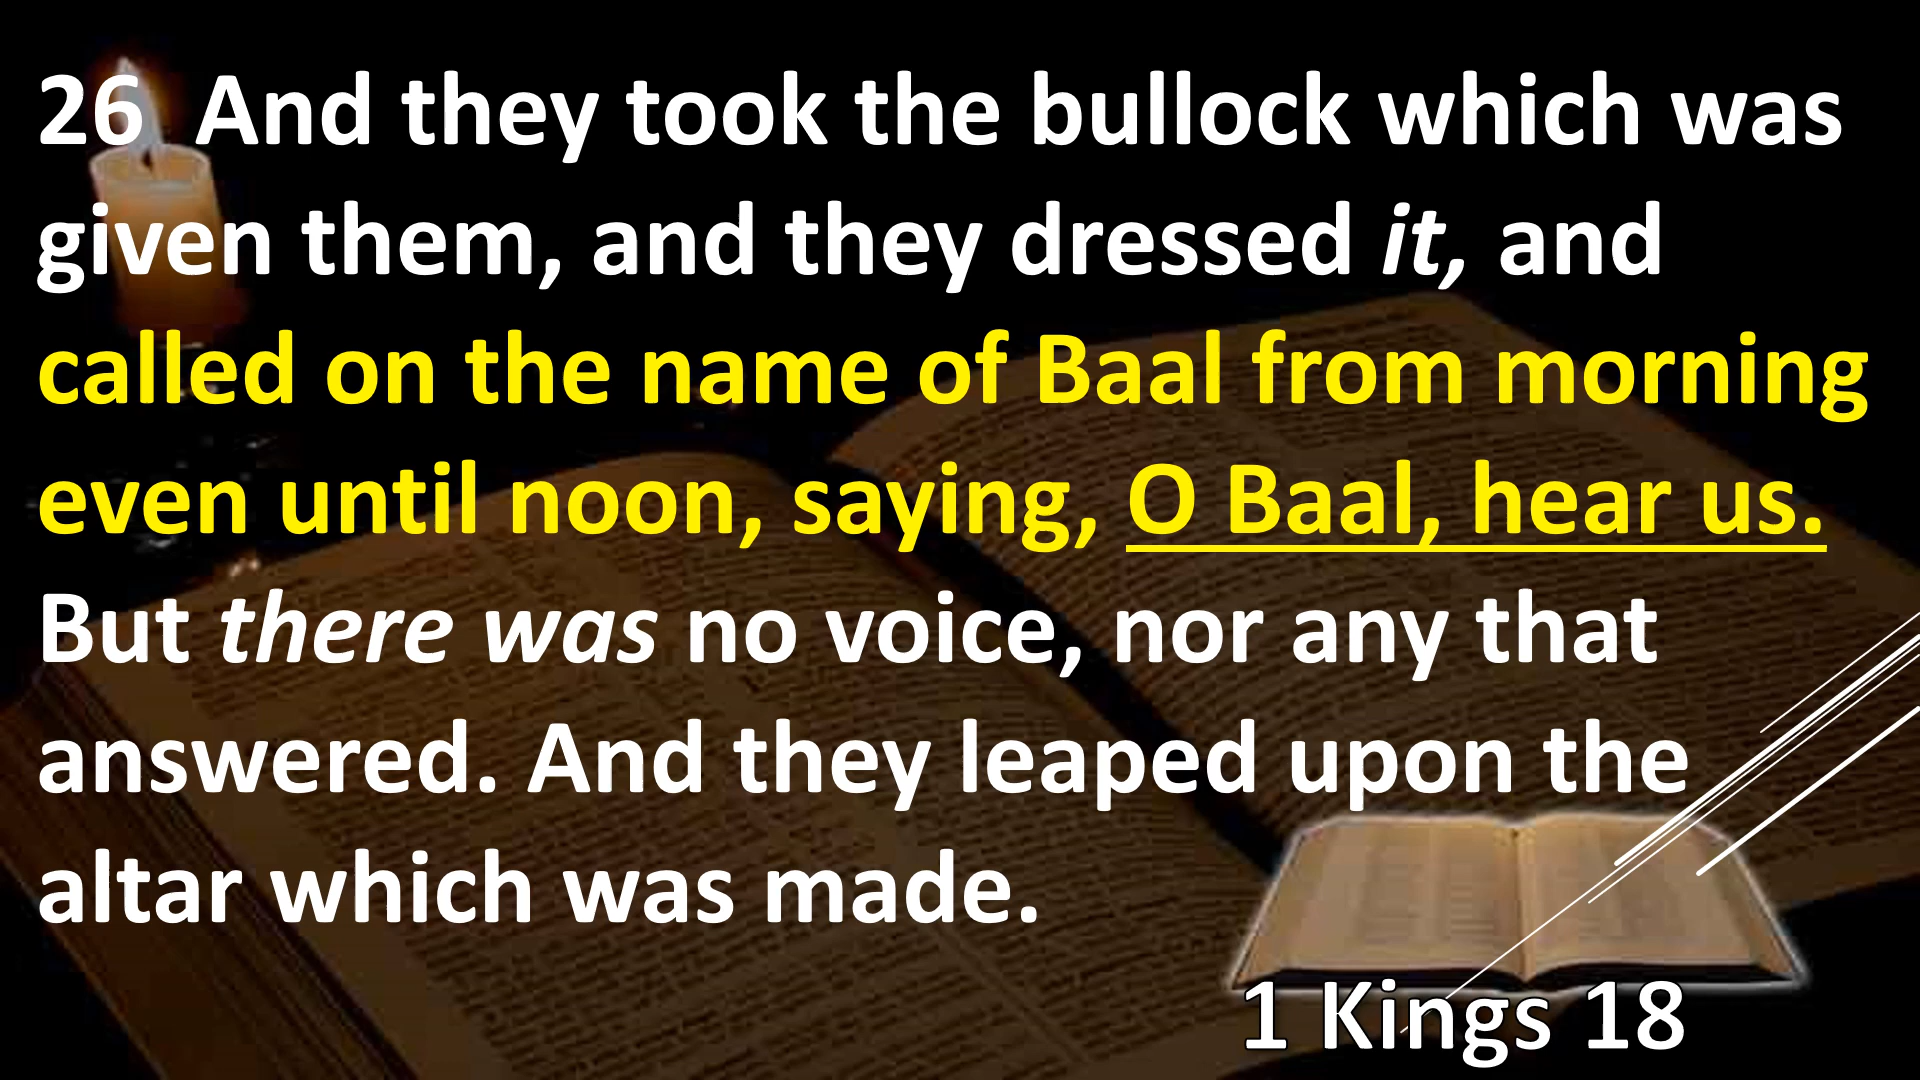 26 And they took the bullock which was
given them, and they dressed it, and
called on the name of Baal from morning
even until noon, saying, O Baal, hear us.
But there was no voice, nor any that
answered. And they leaped upon the
altar which was made.
1 Kings 18